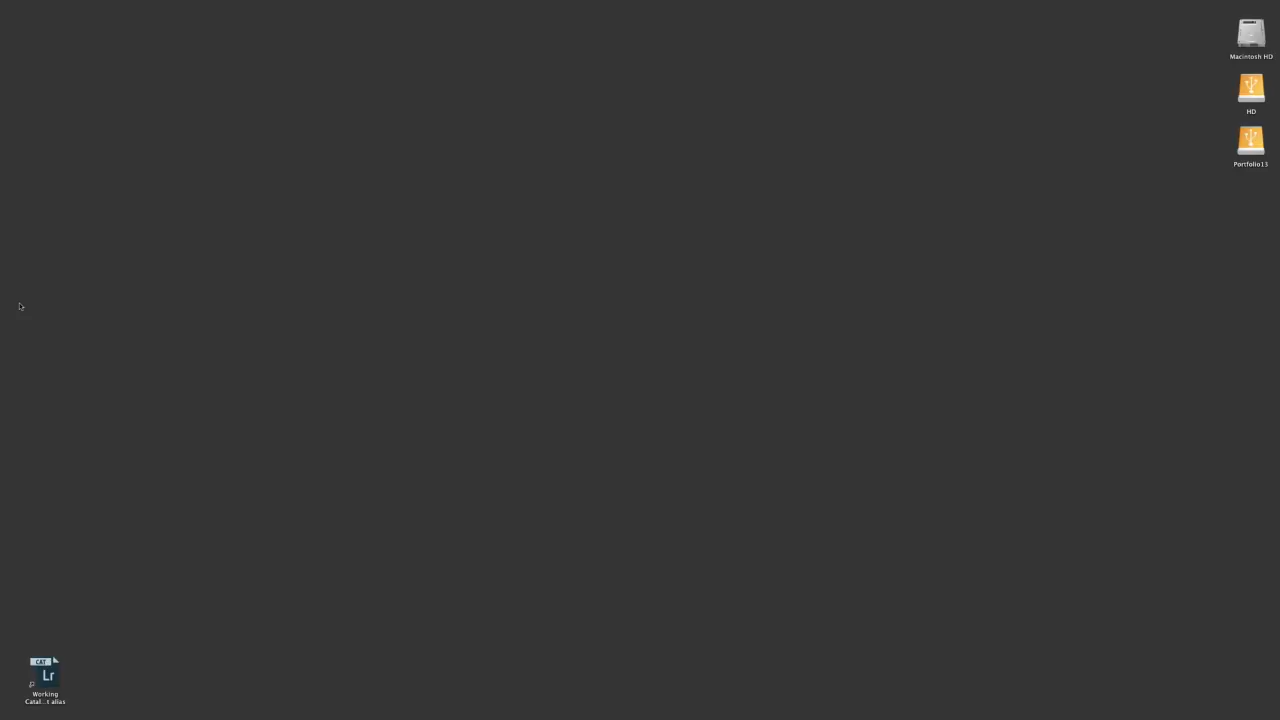 Macintosh HD
HD
Portfolio13
CAT
Lr
Working
Catal...t alias